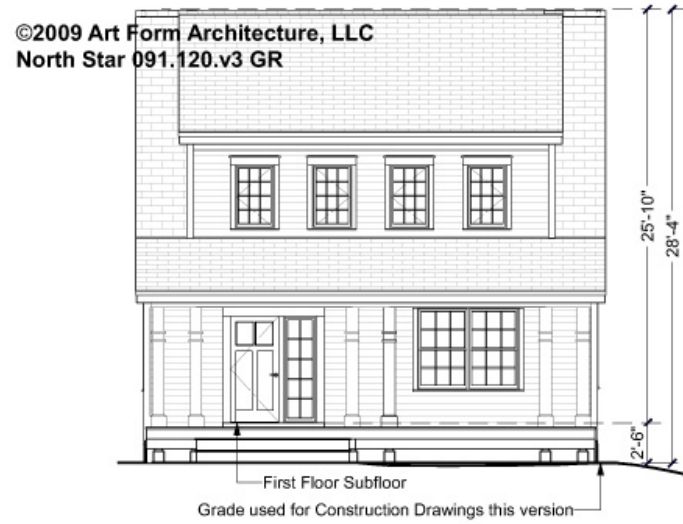 ©2009 Art Form Architecture, LLC
North Star 091.120.v3 GR
25'-10"
28'-4"
2'-6"
First Floor Subfloor
Grade used for Construction Drawings this version